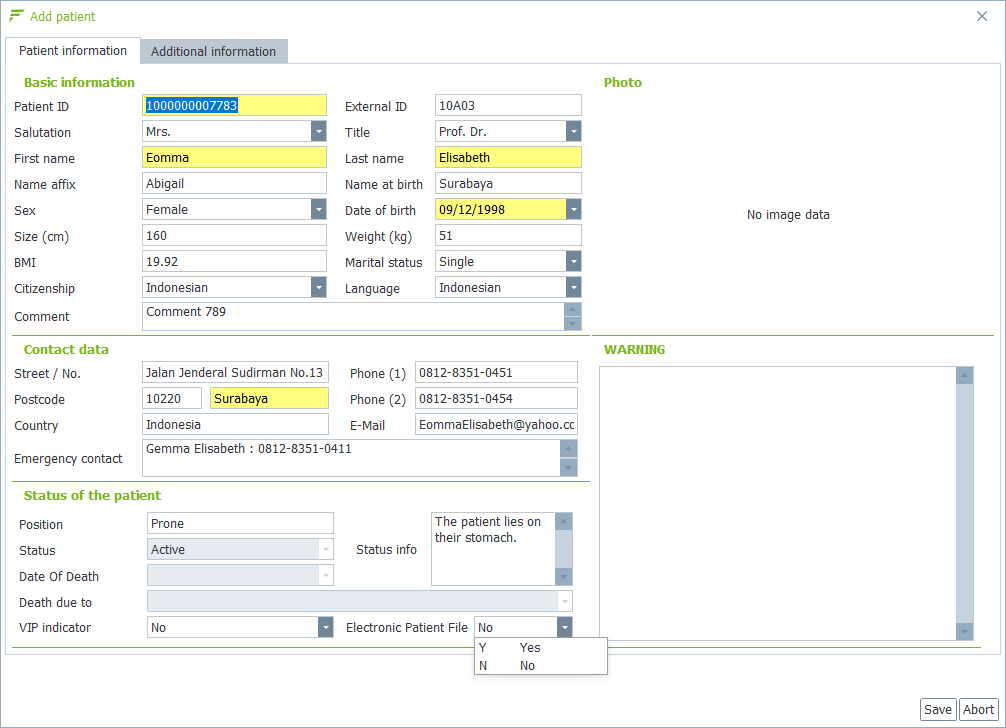 Add patient
Patient information Additional information
Basic information Photo
Patient ID 1000000007783 External ID 10A03
Salutation Mrs. Title Prof. Dr.
First name Eomma Last name Elisabeth
Name affix Abigail Name at birth Surabaya
Sex Female Date of birth 09/12/1998
No image data
Size (cm) 160 Weight (kg) 51
BMI 19.92 Marital status Single
Citizenship Indonesian Language Indonesian
Comment Comment 789
Contact data WARNING
Street / No. Jalan Jenderal Sudirman No.13 Phone (1) 0812-8351-0451
Postcode 10220 Surabaya Phone (2) 0812-8351-0454
Country Indonesia E-Mail EommaElisabeth@yahoo.cc
Emergency contact Gemma Elisabeth : 0812-8351-0411
Status of the patient
Position Prone
Status Active Status info The patient lies on
their stomach.
Date Of Death
Death due to
VIP indicator No Electronic Patient File No
Y Yes
N No
Save Abort